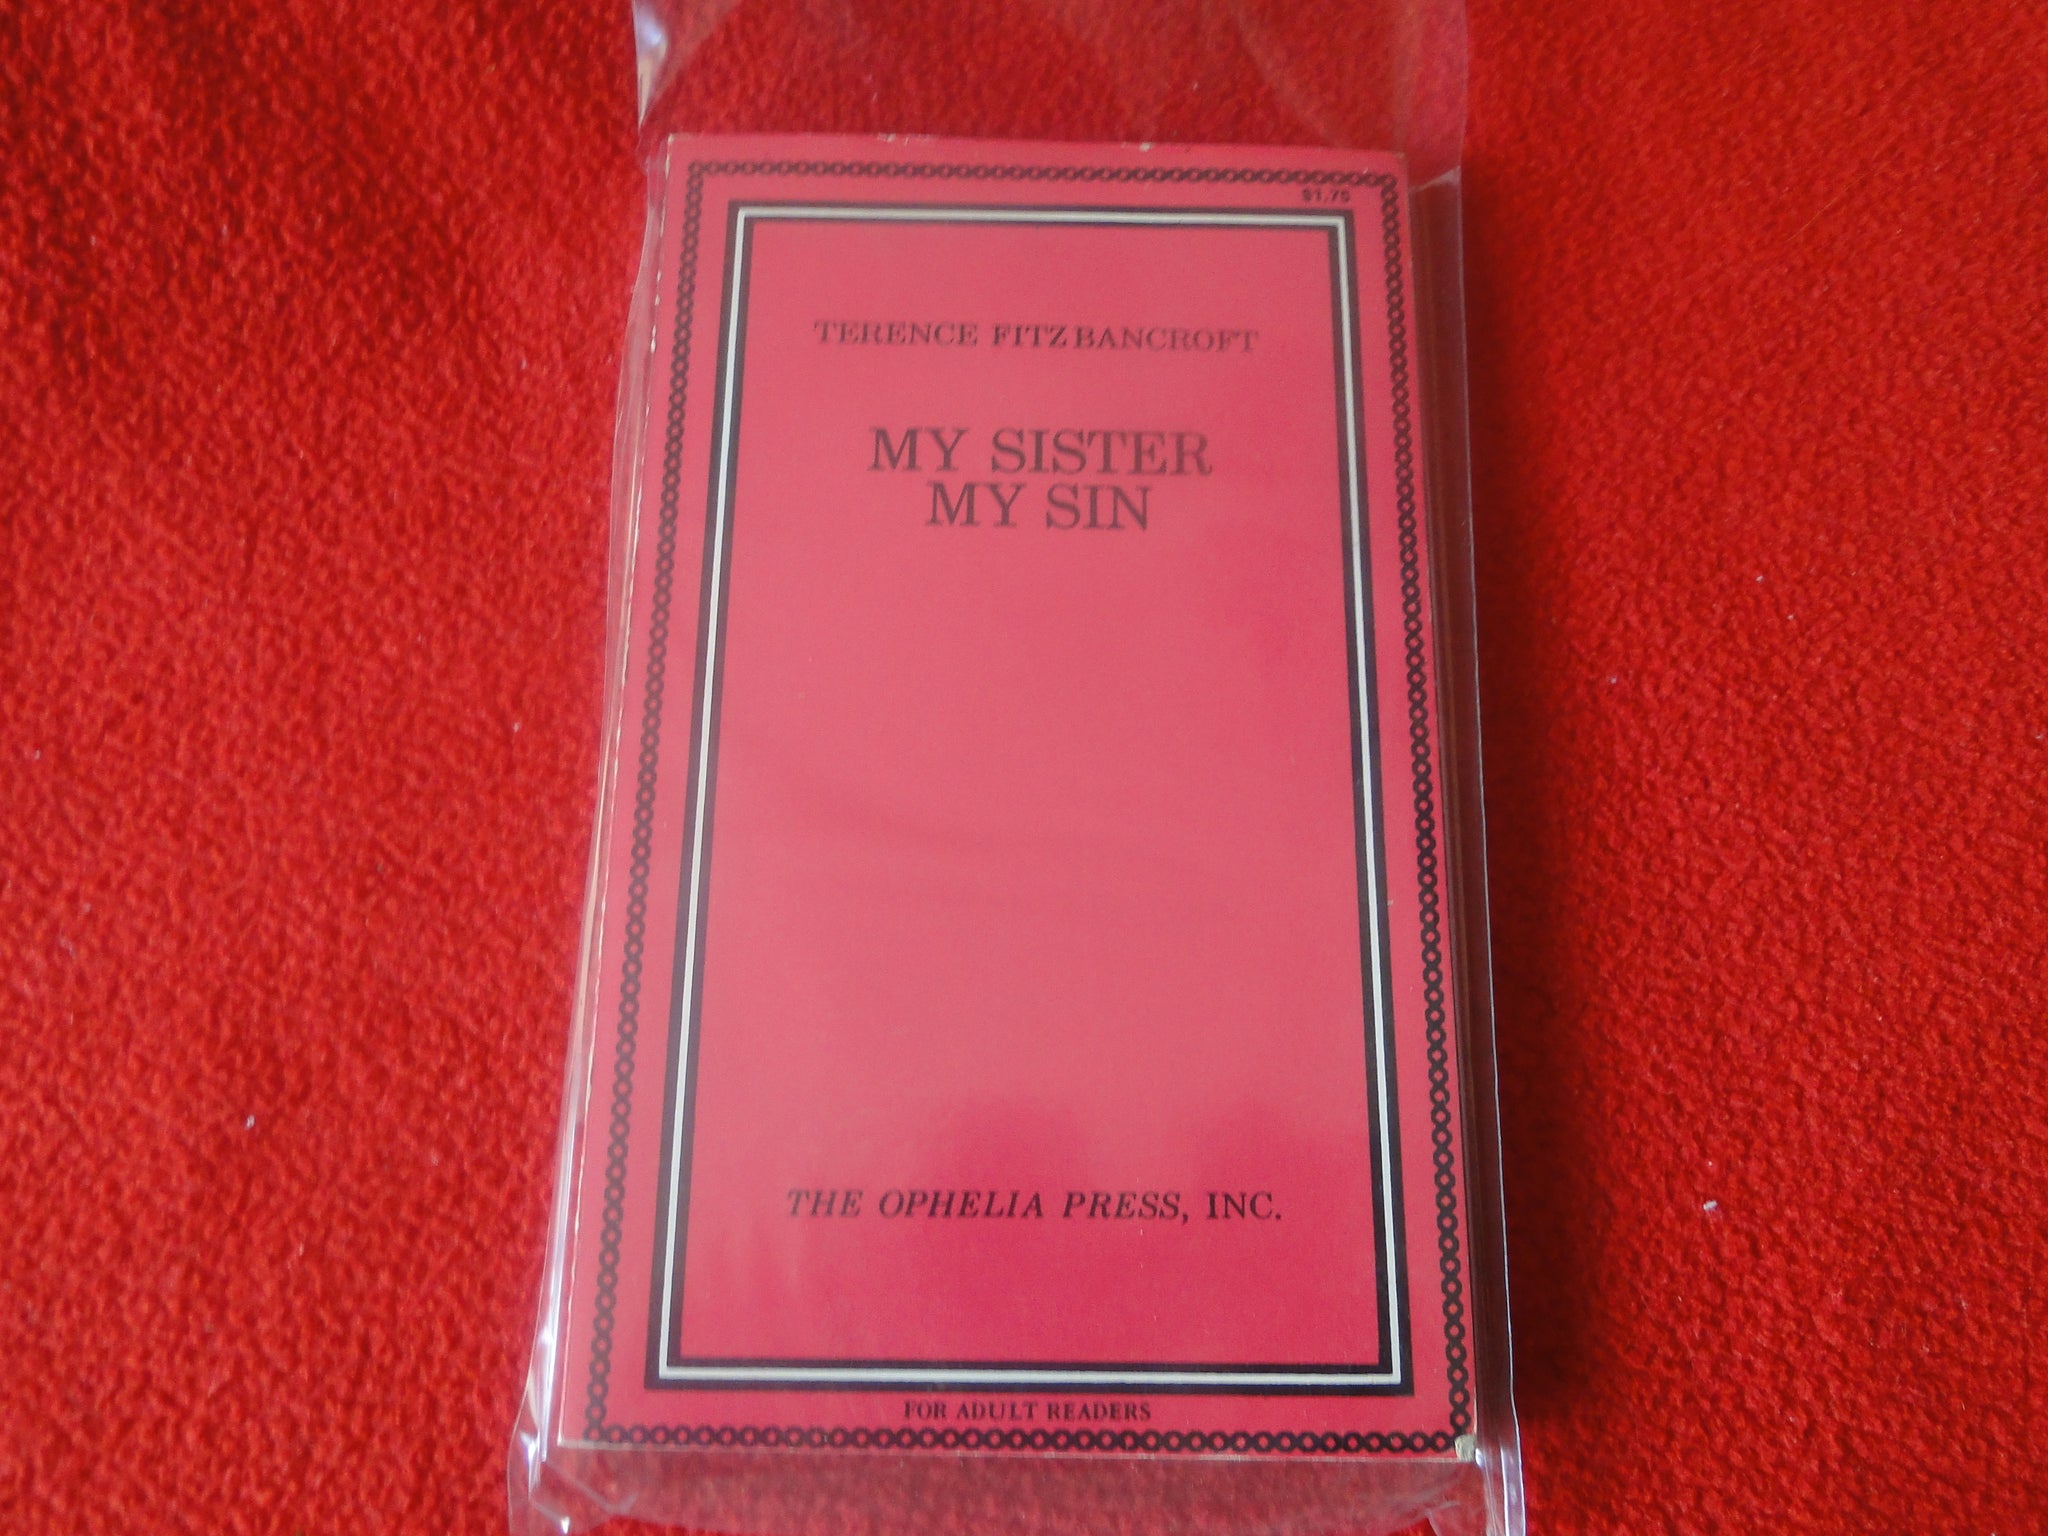 $1.75
TERENCE FITZBANCROFT
MY SISTER
MY SIN
THE OPHELIA PRESS, INC.
FOR ADULT READERS